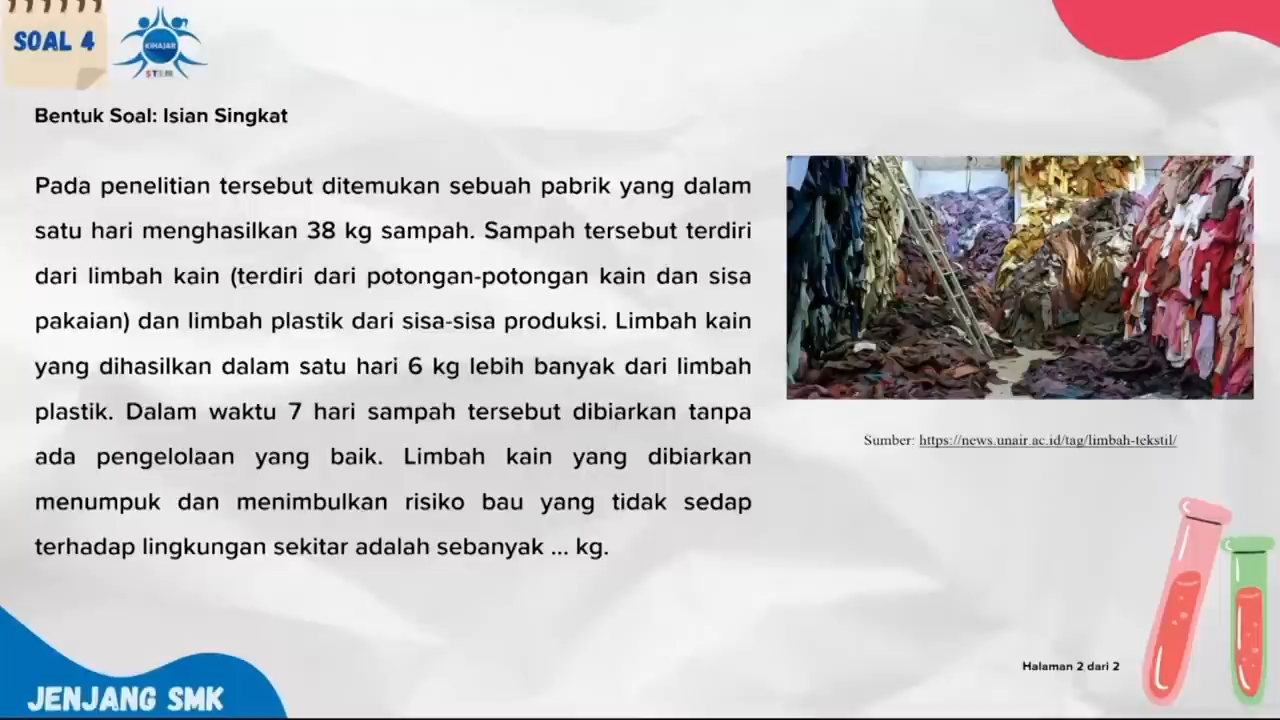 SOAL 4
KIHAJAR
STEM
Bentuk Soal: Isian Singkat
Pada penelitian tersebut ditemukan sebuah pabrik yang dalam
satu hari menghasilkan 38 kg sampah. Sampah tersebut terdiri
dari limbah kain (terdiri dari potongan-potongan kain dan sisa
pakaian) dan limbah plastik dari sisa-sisa produksi. Limbah kain
yang dihasilkan dalam satu hari 6 kg lebih banyak dari limbah
plastik. Dalam waktu 7 hari sampah tersebut dibiarkan tanpa
ada pengelolaan yang baik. Limbah kain yang dibiarkan
menumpuk dan menimbulkan risiko bau yang tidak sedap
terhadap lingkungan sekitar adalah sebanyak ... kg.
Sumber: https://news.unair.ac.id/tag/limbah-tekstil/
Halaman 2 dari 2
JENJANG SMK